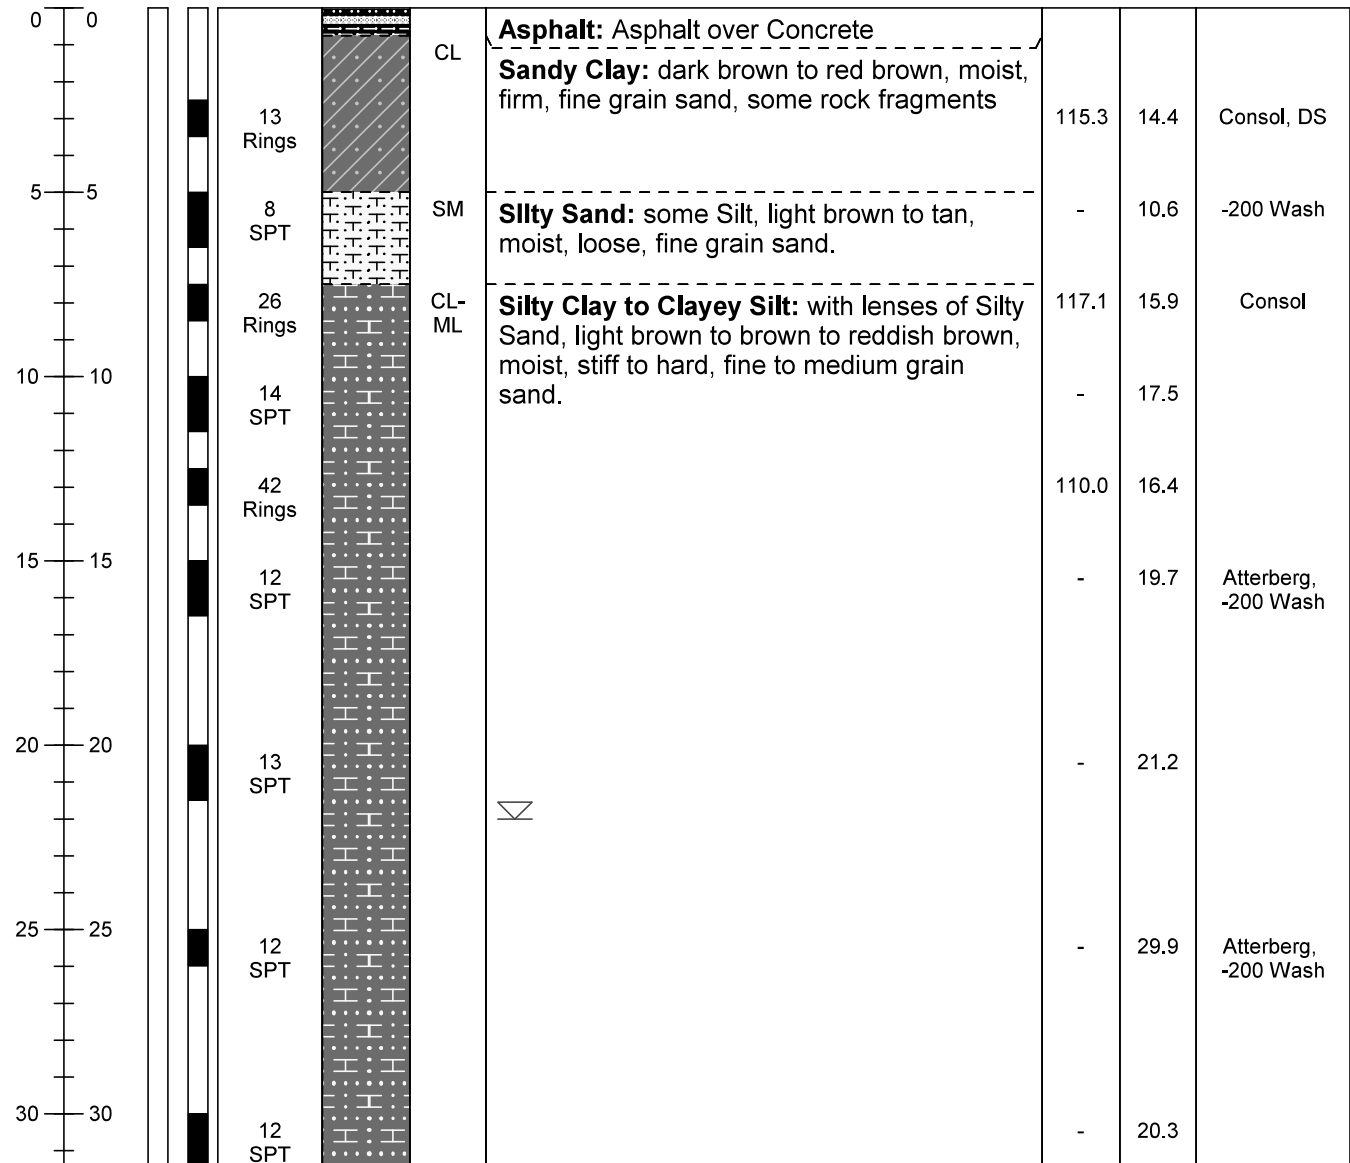 0 0
Asphalt: Asphalt over Concrete
CL
Sandy Clay: dark brown to red brown, moist,
firm, fine grain sand, some rock fragments
13
Rings
115.3 14.4 Consol, DS
5 5
8
SPT
SM
SIlty Sand: some Silt, light brown to tan,
moist, loose, fine grain sand.
- 10.6 -200 Wash
26
Rings
CL-
ML
Silty Clay to Clayey Silt: with lenses of Silty
Sand, light brown to brown to reddish brown,
moist, stiff to hard, fine to medium grain
sand.
117.1 15.9 Consol
10 10
14
SPT
- 17.5
42
Rings
110.0 16.4
15 15
12
SPT
- 19.7 Atterberg,
-200 Wash
20 20
13
SPT
- 21.2
25 25
12
SPT
- 29.9 Atterberg,
-200 Wash
30 30
12
SPT
- 20.3